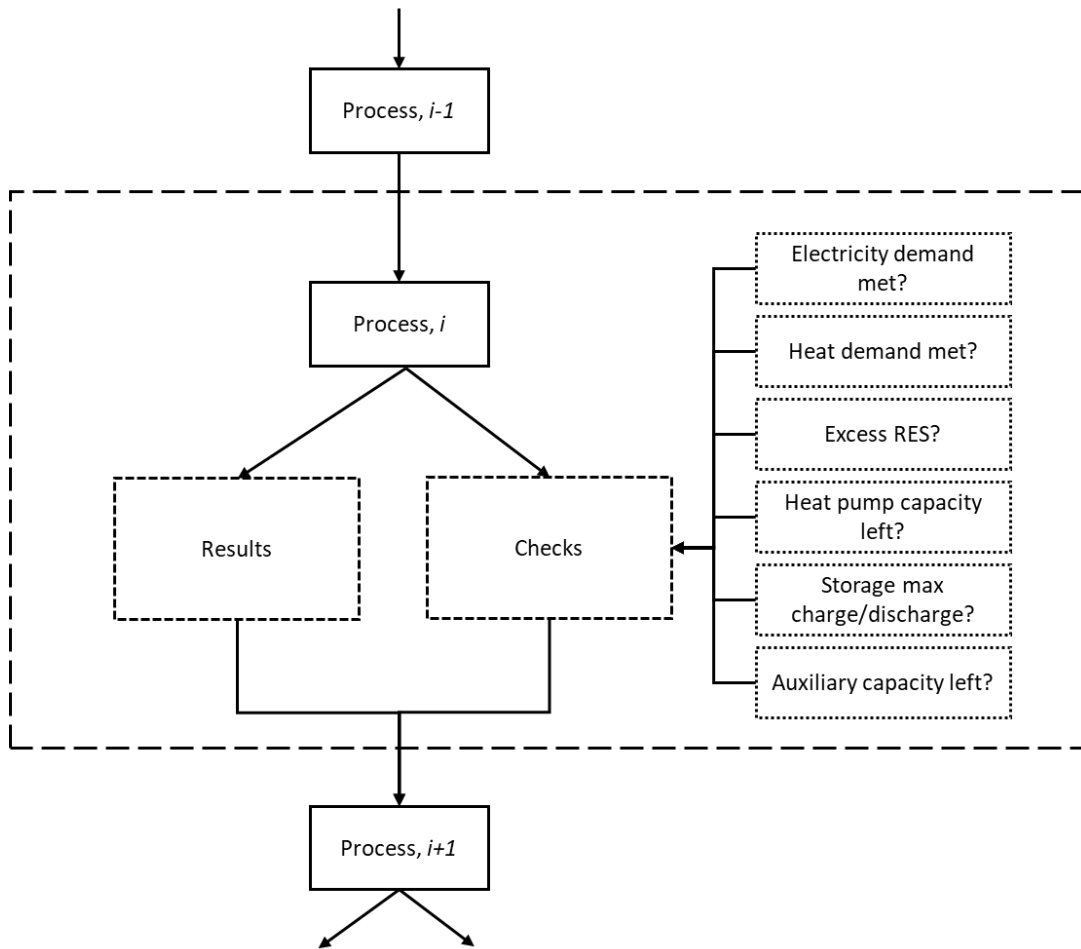 Process, i-1
Process, i
Results
Checks
Electricity demand
met?
Heat demand met?
Excess RES?
Heat pump capacity
left?
Storage max
charge/discharge?
Auxiliary capacity left?
Process, i+1